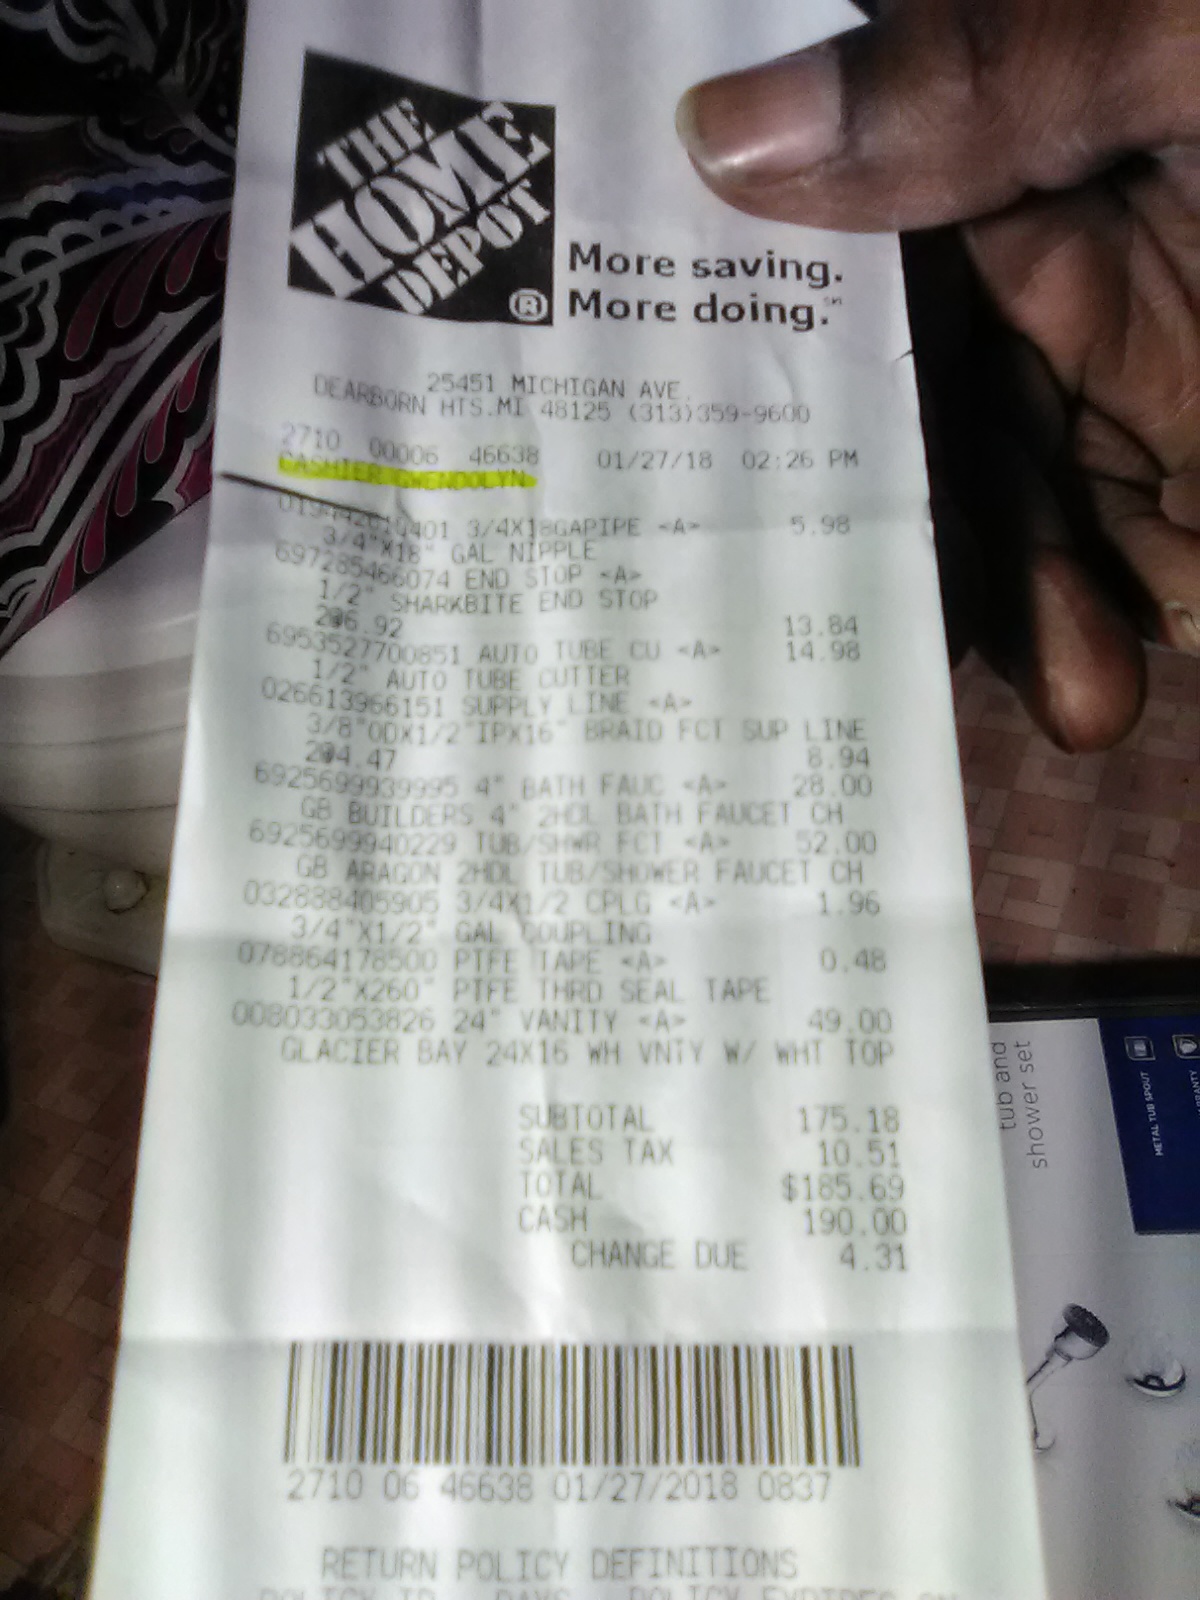 THE
HOME
DEPOT
®
More saving.
More doing.℠
25451 MICHIGAN AVE.
DEARBORN HTS.MI 48125 (313)359-9600
2710 00006 46638 01/27/18 02:26 PM
CASHIER GWENDOLYN
3/4X18GAPIPE <A> 5.98
3/4"X18" GAL NIPPLE
697285466074 END STOP <A>
1/2" SHARKBITE END STOP
2@6.92 13.84
6953527700851 AUTO TUBE CU <A> 14.98
1/2" AUTO TUBE CUTTER
026613966151 SUPPLY LINE <A>
3/8"ODX1/2"IPX16" BRAID FCT SUP LINE
2@4.47 8.94
6925699939995 4" BATH FAUC <A> 28.00
GB BUILDERS 4" 2HDL BATH FAUCET CH
6925699940229 TUB/SHWR FCT <A> 52.00
GB ARAGON 2HDL TUB/SHOWER FAUCET CH
032888405905 3/4X1/2 CPLG <A> 1.96
3/4"X1/2" GAL COUPLING
078864178500 PTFE TAPE <A> 0.48
1/2"X260" PTFE THRD SEAL TAPE
008033053826 24" VANITY <A> 49.00
GLACIER BAY 24X16 WH VNTY W/ WHT TOP
SUBTOTAL 175.18
SALES TAX 10.51
TOTAL $185.69
CASH 190.00
CHANGE DUE 4.31
2710 06 46638 01/27/2018 0837
RETURN POLICY DEFINITIONS
POLICY ID DAYS POLICY EXPIRES ON
tub and
shower set
METAL TUB SPOUT